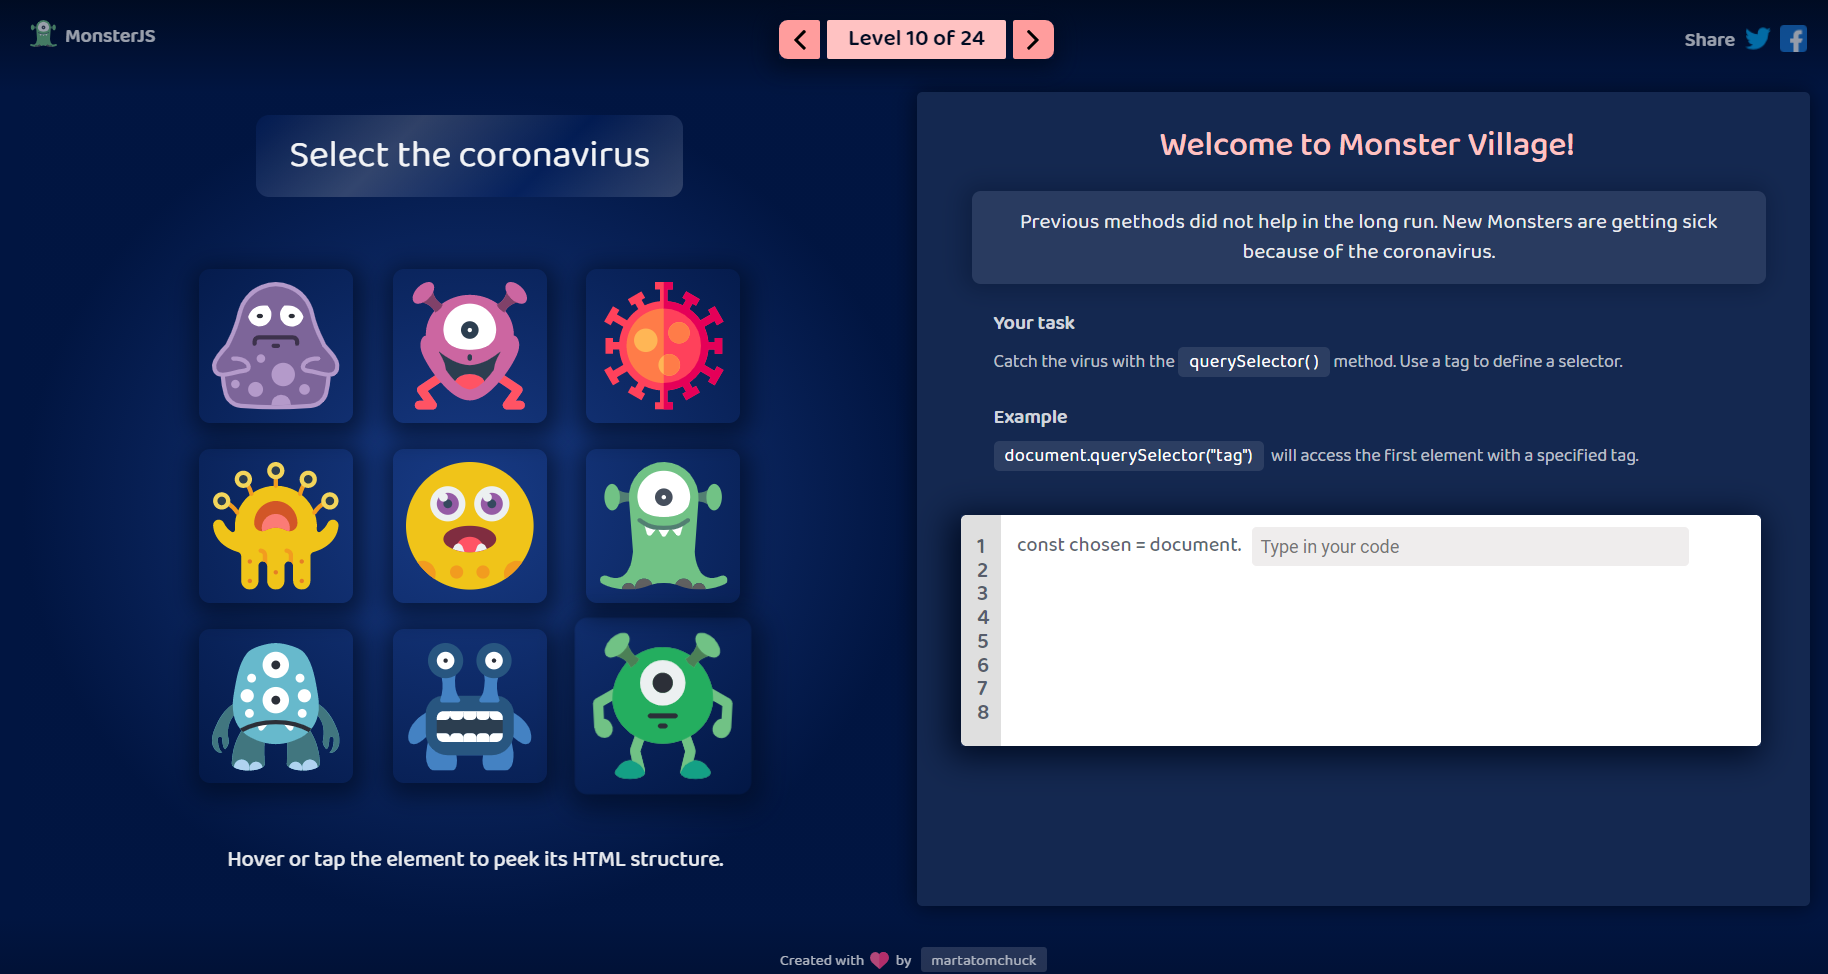 MonsterJS
Level 10 of 24
Share
Select the coronavirus
Hover or tap the element to peek its HTML structure.
Welcome to Monster Village!
Previous methods did not help in the long run. New Monsters are getting sick
because of the coronavirus.
Your task
Catch the virus with the querySelector() method. Use a tag to define a selector.
Example
document.querySelector("tag") will access the first element with a specified tag.
1 const chosen = document. Type in your code
2
3
4
5
6
7
8
Created with by martatomchuck